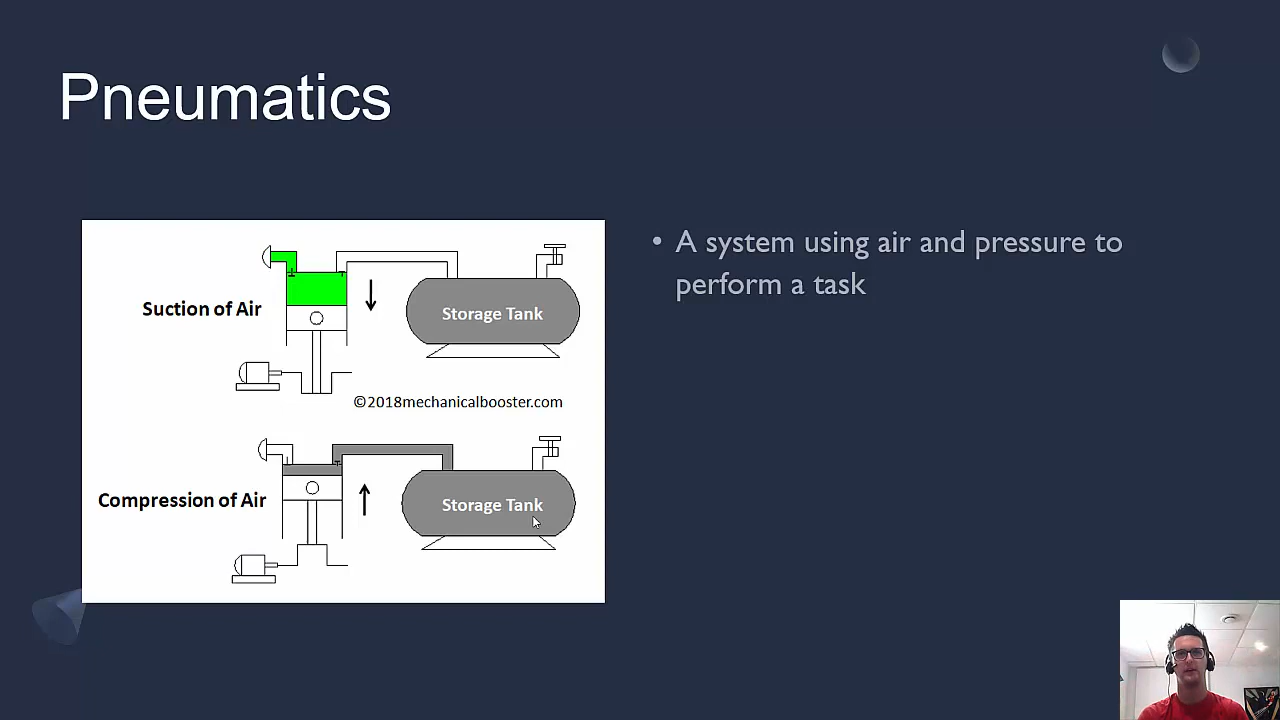 Pneumatics
Suction of Air
Storage Tank
©2018mechanicalbooster.com
Compression of Air
Storage Tank
• A system using air and pressure to
perform a task